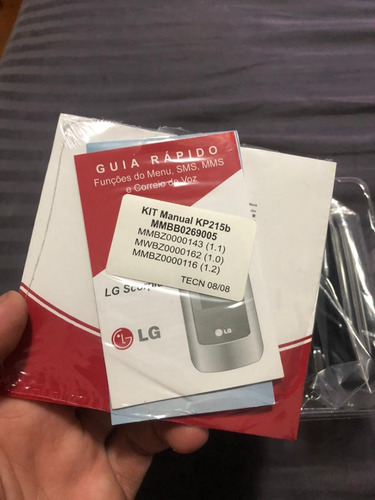 GUIA RÁPIDO
Funções do Menu, SMS, MMS
e Correio de Voz
KIT Manual KP215b
MMBB0269005
MMBZ0000143 (1.1)
MWBZ0000162 (1.0)
MMBZ0000116 (1.2)
TECN 08/08
LG
LG
LG